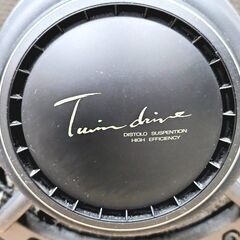 Twin drive
DISTOLO SUSPENTION
HIGH EFFICIENCY